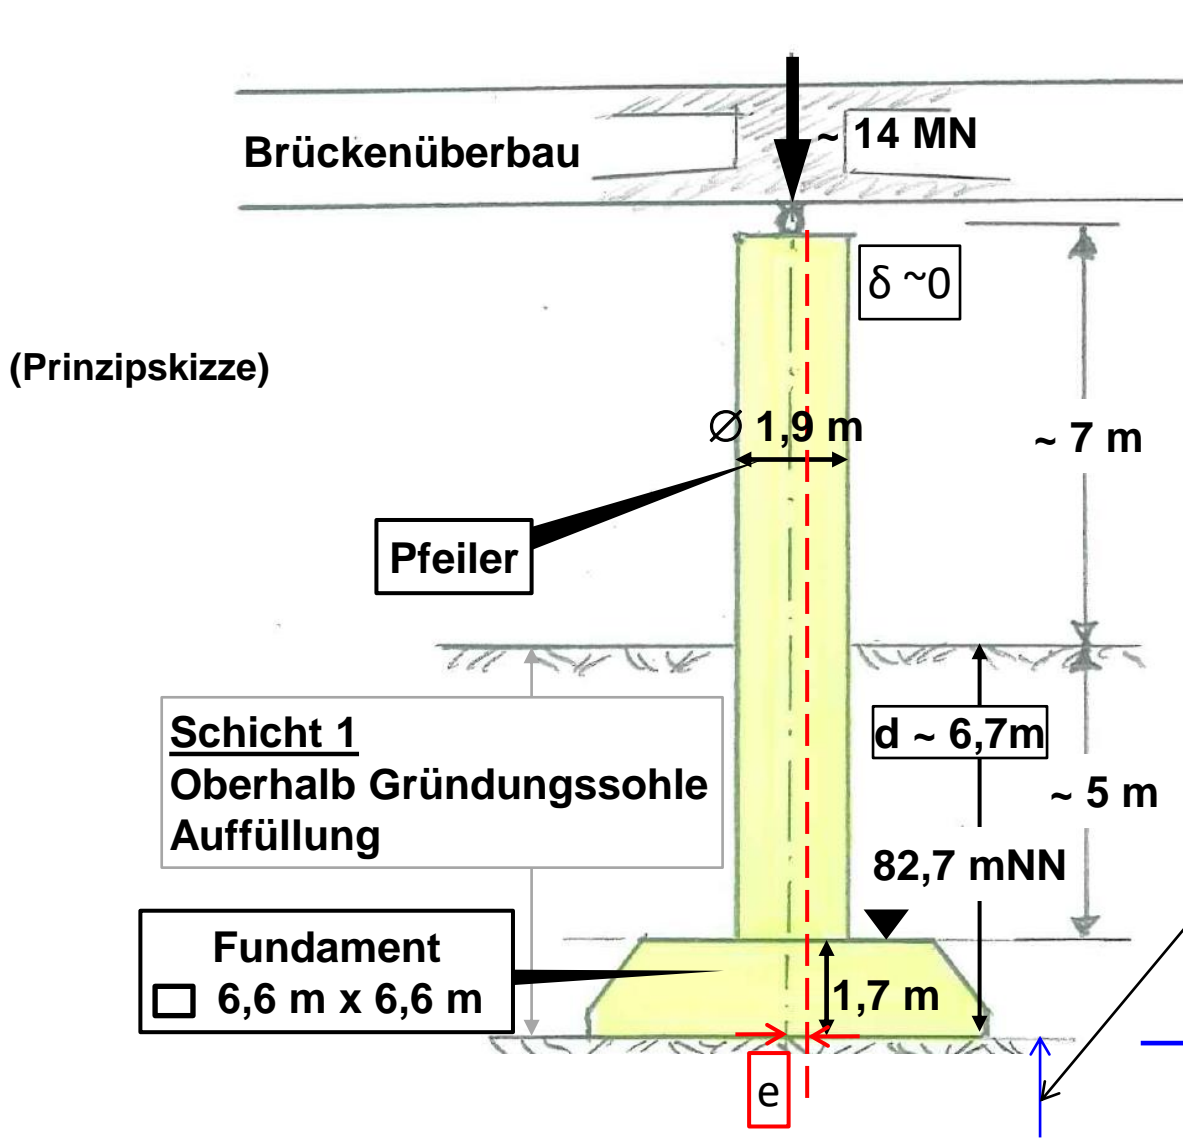 ~ 14 MN
Brückenüberbau
δ ~0
(Prinzipskizze)
∅ 1,9 m
~ 7 m
Pfeiler
Schicht 1
Oberhalb Gründungssohle
Auffüllung
d ~ 6,7m
~ 5 m
82,7 mNN
Fundament
6,6 m x 6,6 m
1,7 m
e